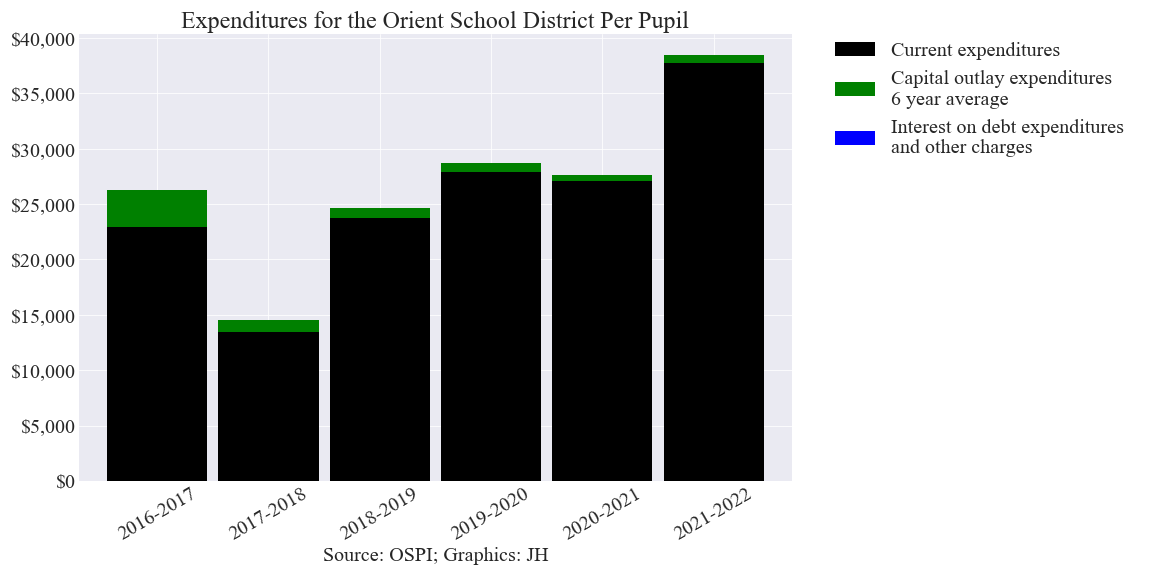 Expenditures for the Orient School District Per Pupil
$40,000
$35,000
$30,000
$25,000
$20,000
$15,000
$10,000
$5,000
$0
2016-2017
2017-2018
2018-2019
2019-2020
2020-2021
2021-2022
Source: OSPI; Graphics: JH
Current expenditures
Capital outlay expenditures
6 year average
Interest on debt expenditures
and other charges